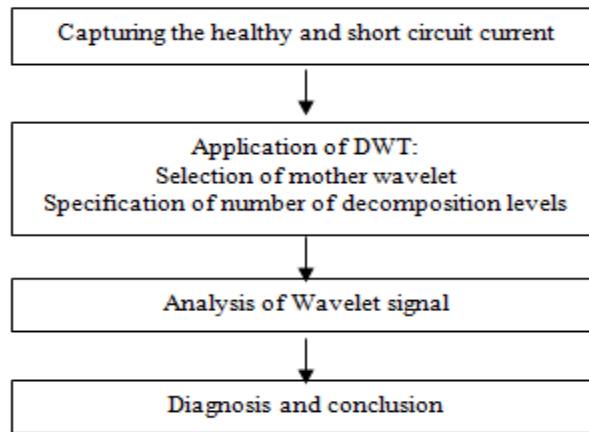 Capturing the healthy and short circuit current
Application of DWT:
Selection of mother wavelet
Specification of number of decomposition levels
Analysis of Wavelet signal
Diagnosis and conclusion